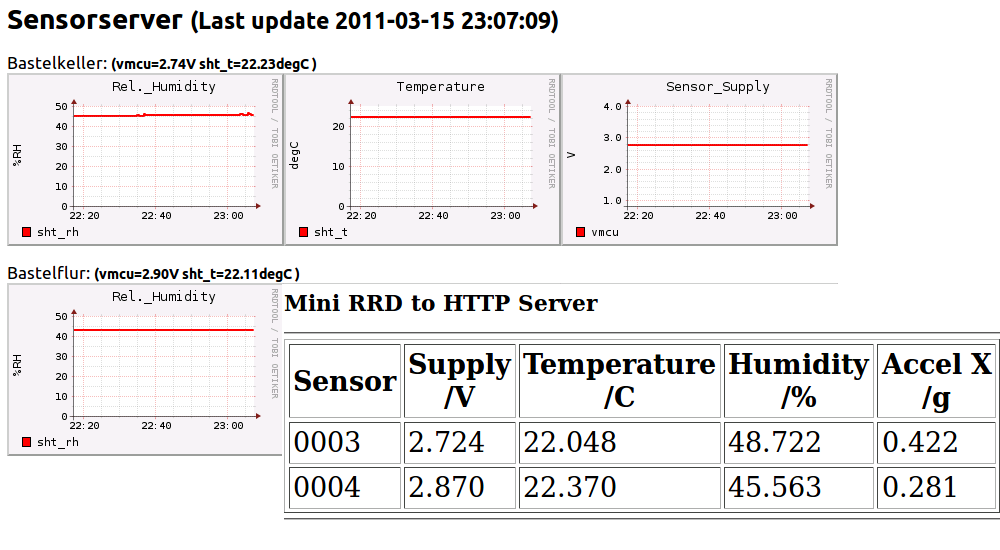 Sensorserver (Last update 2011-03-15 23:07:09)
Bastelkeller: (vmcu=2.74V sht_t=22.23degC )
Rel._Humidity
%RH
50
40
30
20
10
0
22:20 22:40 23:00
sht_rh
RRDTOOL / TOBI OETIKER
Temperature
degC
20
10
0
22:20 22:40 23:00
sht_t
RRDTOOL / TOBI OETIKER
Sensor_Supply
V
4.0
3.0
2.0
1.0
22:20 22:40 23:00
vmcu
RRDTOOL / TOBI OETIKER
Bastelflur: (vmcu=2.90V sht_t=22.11degC )
Rel._Humidity
%RH
50
40
30
20
10
0
22:20 22:40 23:00
sht_rh
RRDTOOL / TOBI OETIKER
Mini RRD to HTTP Server
Sensor Supply /V Temperature /C Humidity /% Accel X /g
0003 2.724 22.048 48.722 0.422
0004 2.870 22.370 45.563 0.281